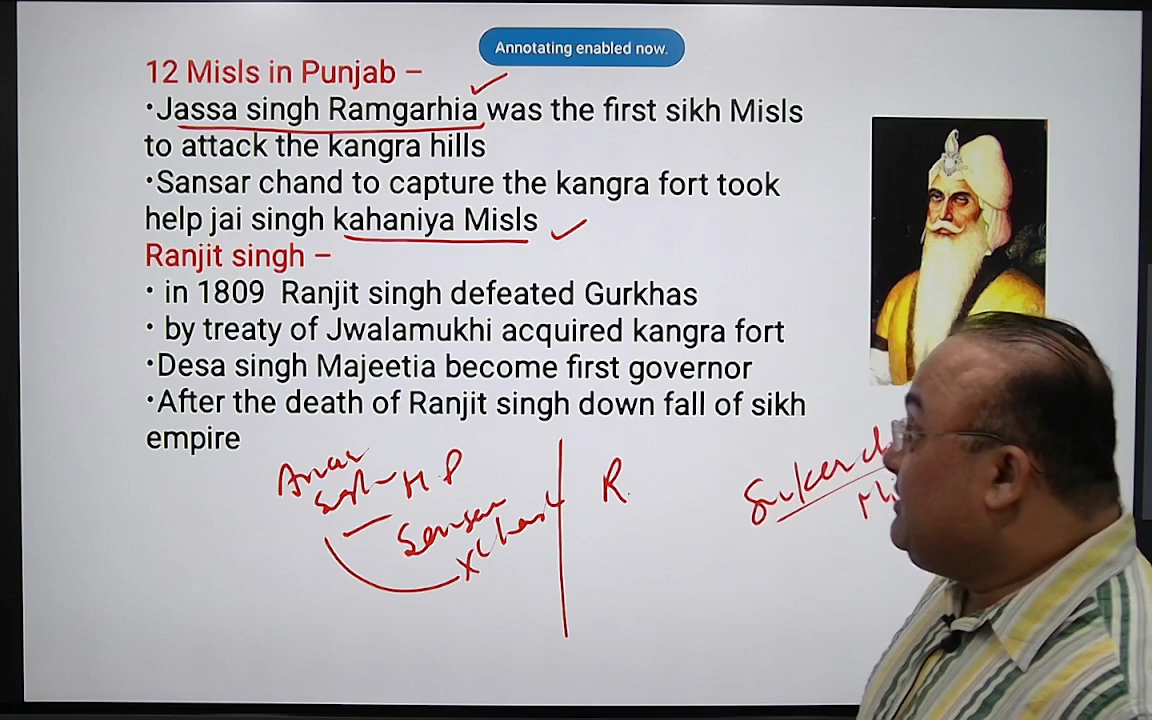 Annotating enabled now.
12 Misls in Punjab –
•Jassa singh Ramgarhia was the first sikh Misls
to attack the kangra hills
•Sansar chand to capture the kangra fort took
help jai singh kahaniya Misls
Ranjit singh –
• in 1809 Ranjit singh defeated Gurkhas
• by treaty of Jwalamukhi acquired kangra fort
•Desa singh Majeetia become first governor
•After the death of Ranjit singh down fall of sikh
empire
H.P
R
Sansar
Chand